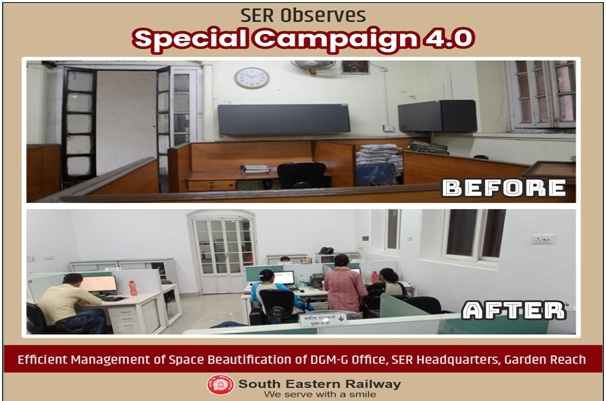 SER Observes
Special Campaign 4.0
BEFORE
AFTER
Efficient Management of Space Beautification of DGM-G Office, SER Headquarters, Garden Reach
South Eastern Railway
We serve with a smile